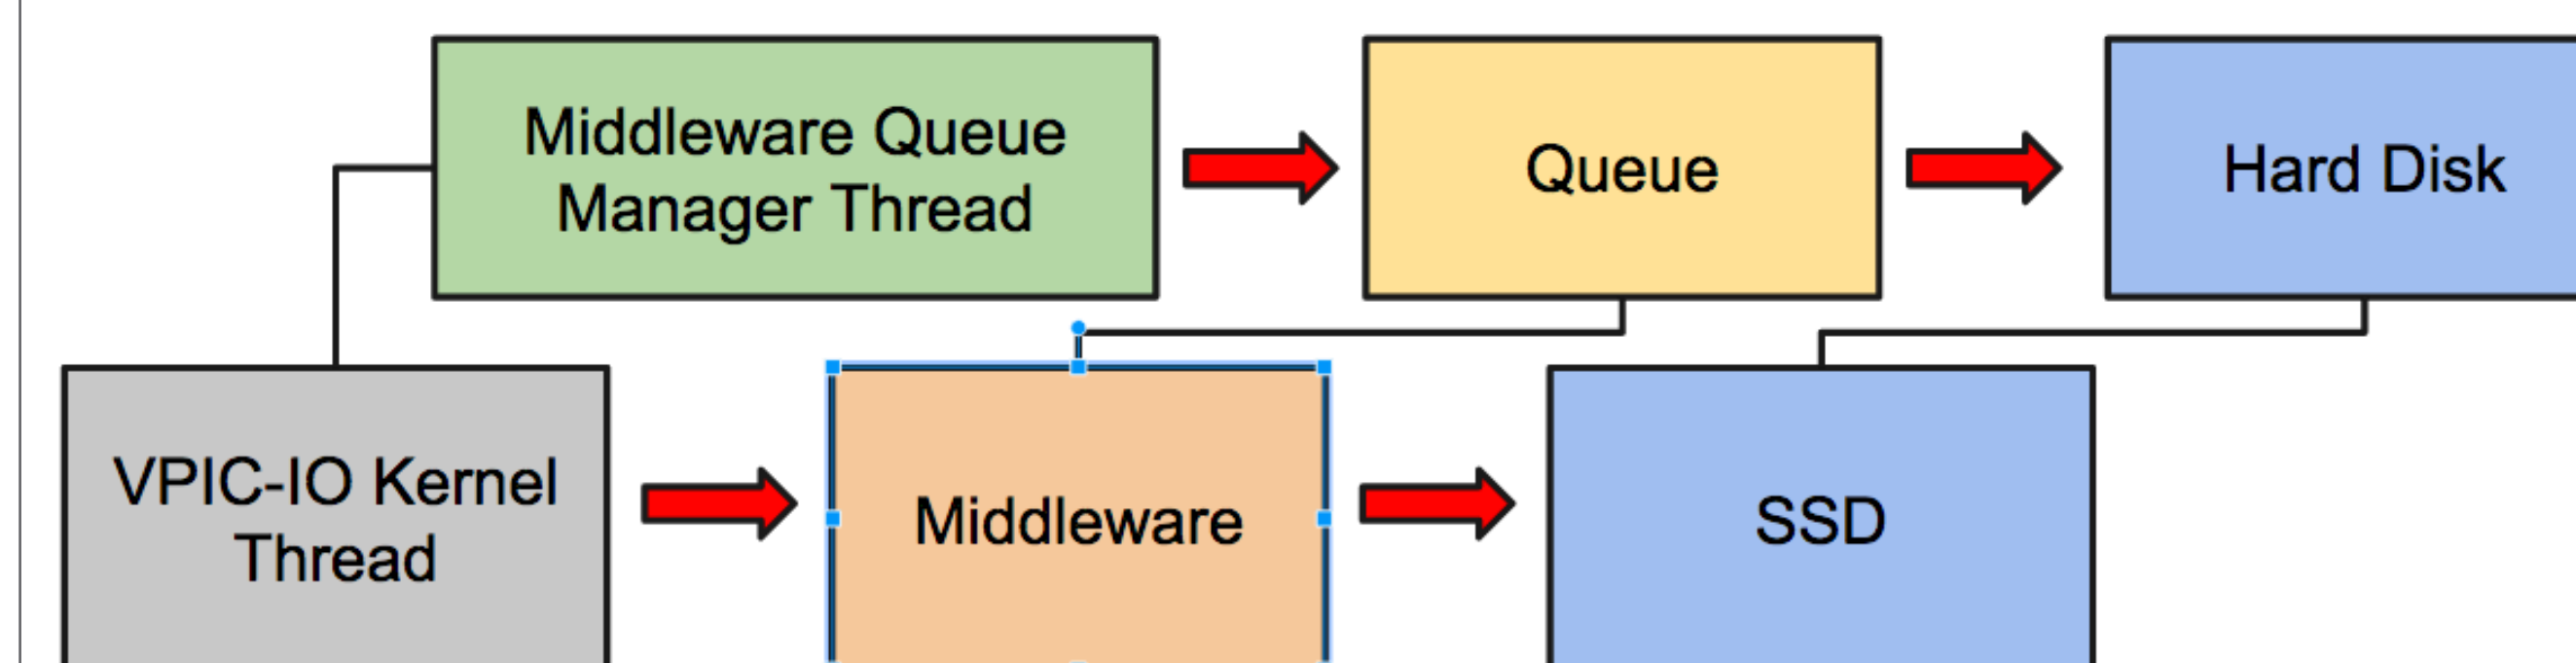 Middleware Queue
Manager Thread
Queue
Hard Disk
VPIC-IO Kernel
Thread
Middleware
SSD